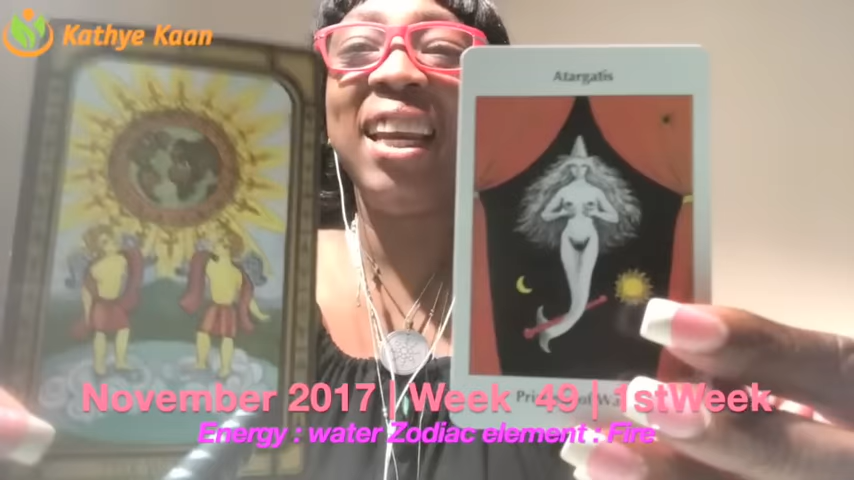 Kathye Kaan
Atargatis
November 2017 | Week 49 | 1stWeek
Energy : water Zodiac element : Fire